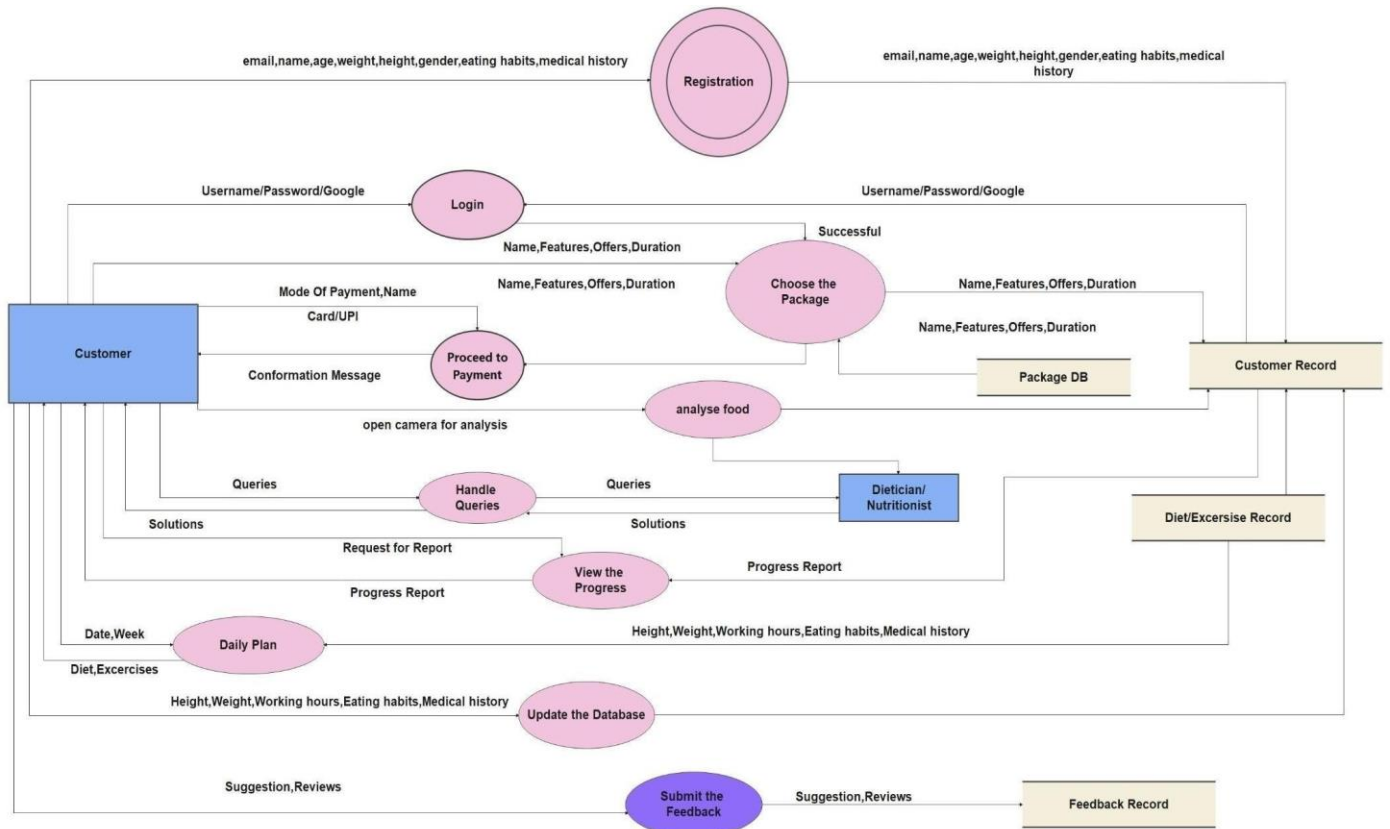 email,name,age,weight,height,gender,eating habits,medical history
Registration
email,name,age,weight,height,gender,eating habits,medical
history
Username/Password/Google
Login
Username/Password/Google
Successful
Name,Features,Offers,Duration
Name,Features,Offers,Duration
Choose the
Package
Name,Features,Offers,Duration
Mode Of Payment,Name
Card/UPI
Name,Features,Offers,Duration
Customer
Proceed to
Payment
Conformation Message
Package DB
Customer Record
analyse food
open camera for analysis
Queries
Handle
Queries
Queries
Dietician/
Nutritionist
Solutions
Solutions
Diet/Excersise Record
Request for Report
View the
Progress
Progress Report
Progress Report
Date,Week
Daily Plan
Height,Weight,Working hours,Eating habits,Medical history
Diet,Excercises
Height,Weight,Working hours,Eating habits,Medical history
Update the Database
Suggestion,Reviews
Submit the
Feedback
Suggestion,Reviews
Feedback Record